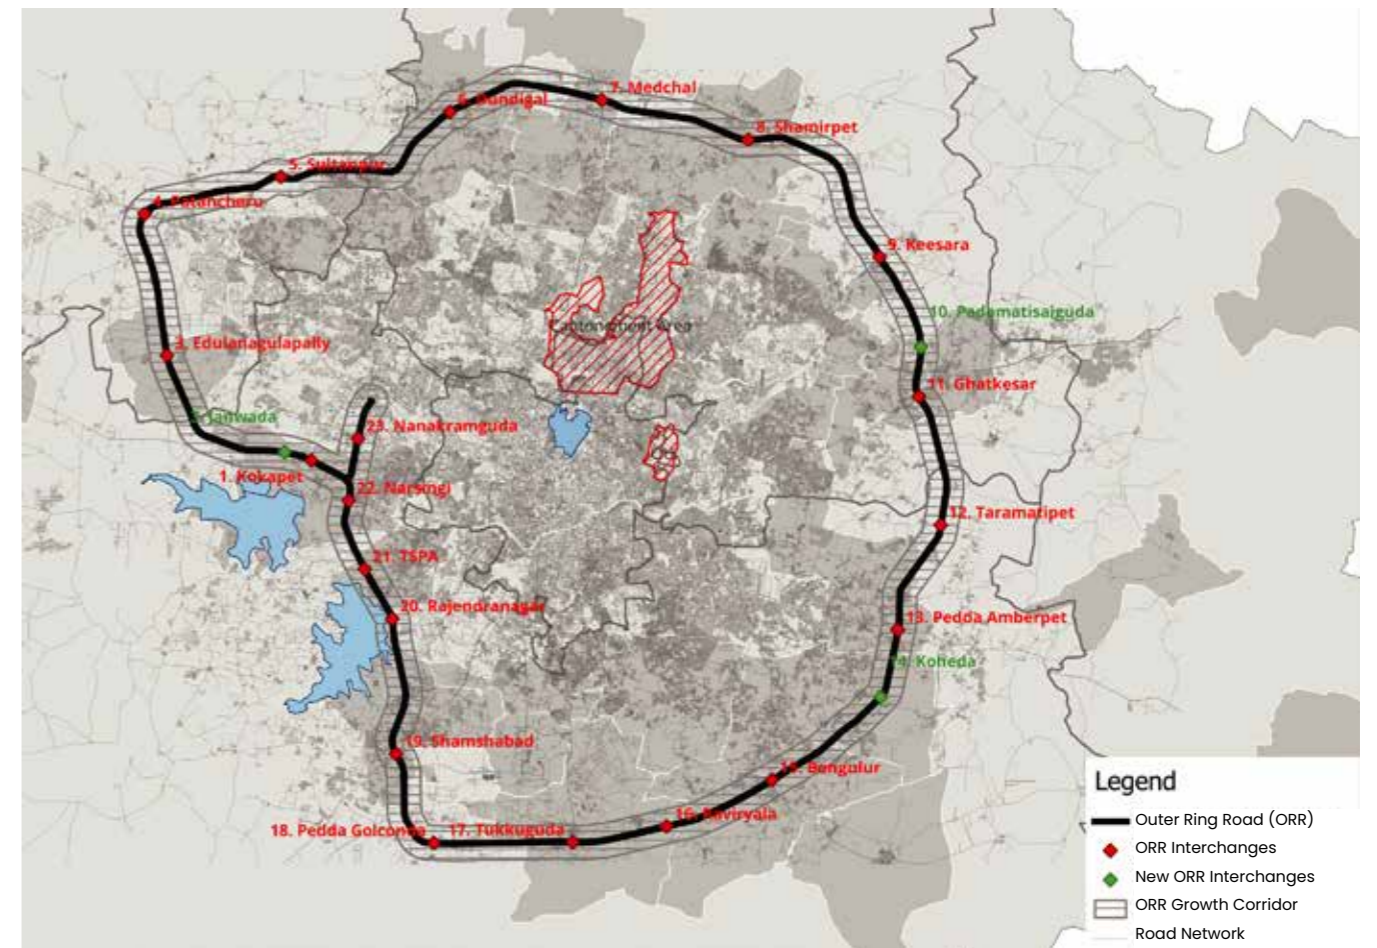 7. Medchal
6. Dundigal
8. Shamirpet
5. Sultanpur
4. Patancheru
9. Keesara
10. Padamatisaiguda
Cantonment Area
3. Edulanagulapally
11. Ghatkesar
2. Janwada
23. Nanakramguda
1. Kokapet
22. Narsingi
12. Taramatipet
21. TSPA
20. Rajendranagar
13. Pedda Amberpet
14. Koheda
19. Shamshabad
15. Bongulur
16. Raviryala
18. Pedda Golconda
17. Tukkuguda
Legend
Outer Ring Road (ORR)
ORR Interchanges
New ORR Interchanges
ORR Growth Corridor
Road Network